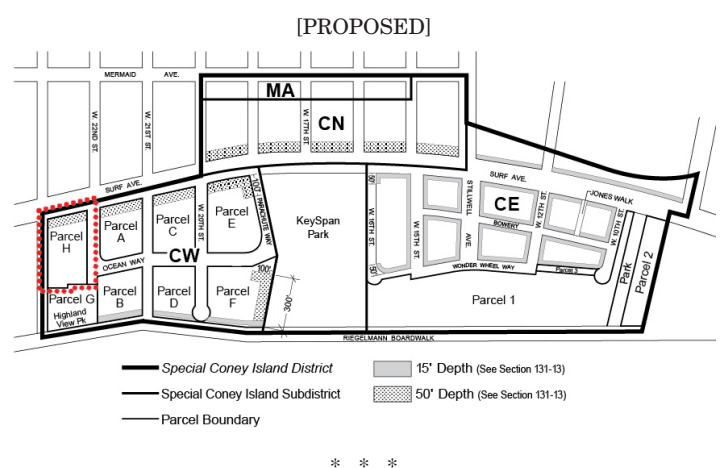 [PROPOSED]
MERMAID AVE.
MA
W. 22ND ST.
W. 21ST ST.
W. 17TH ST.
CN
SURF AVE.
SURF AVE.
Parcel H
Parcel A
Parcel C
W. 20TH ST.
Parcel E
100'
PARACHUTE WAY
KeySpan Park
50'
W. 16TH ST.
W. 15TH ST.
STILLWELL AVE.
CE
BOWERY
W. 12TH ST.
JONES WALK
W. 10TH ST.
OCEAN WAY
CW
100'
50'
WONDER WHEEL WAY
Parcel 3
Park
Parcel 2
Parcel G
Highland View Pk
Parcel B
Parcel D
Parcel F
300'
Parcel 1
RIEGELMANN BOARDWALK
Special Coney Island District
15' Depth (See Section 131-13)
Special Coney Island Subdistrict
50' Depth (See Section 131-13)
Parcel Boundary
* * *